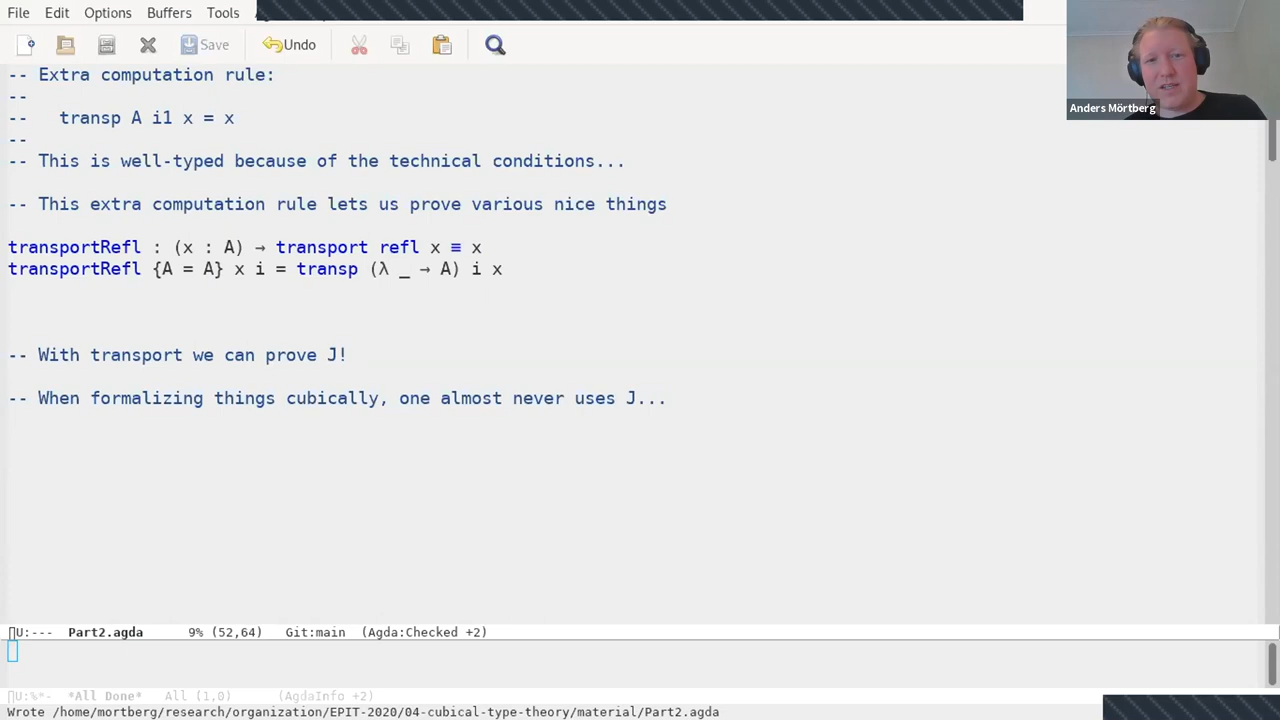 File Edit Options Buffers Tools
Save Undo
-- Extra computation rule:
--
--   transp A i1 x = x
--
-- This is well-typed because of the technical conditions...
-- This extra computation rule lets us prove various nice things
transportRefl : (x : A) → transport refl x ≡ x
transportRefl {A = A} x i = transp (λ _ → A) i x
-- With transport we can prove J!
-- When formalizing things cubically, one almost never uses J...
Anders Mörtberg
U:--- Part2.agda 9% (52,64) Git:main (Agda:Checked +2)
U:%*- *All Done* All (1,0) (AgdaInfo +2)
Wrote /home/mortberg/research/organization/EPIT-2020/04-cubical-type-theory/material/Part2.agda